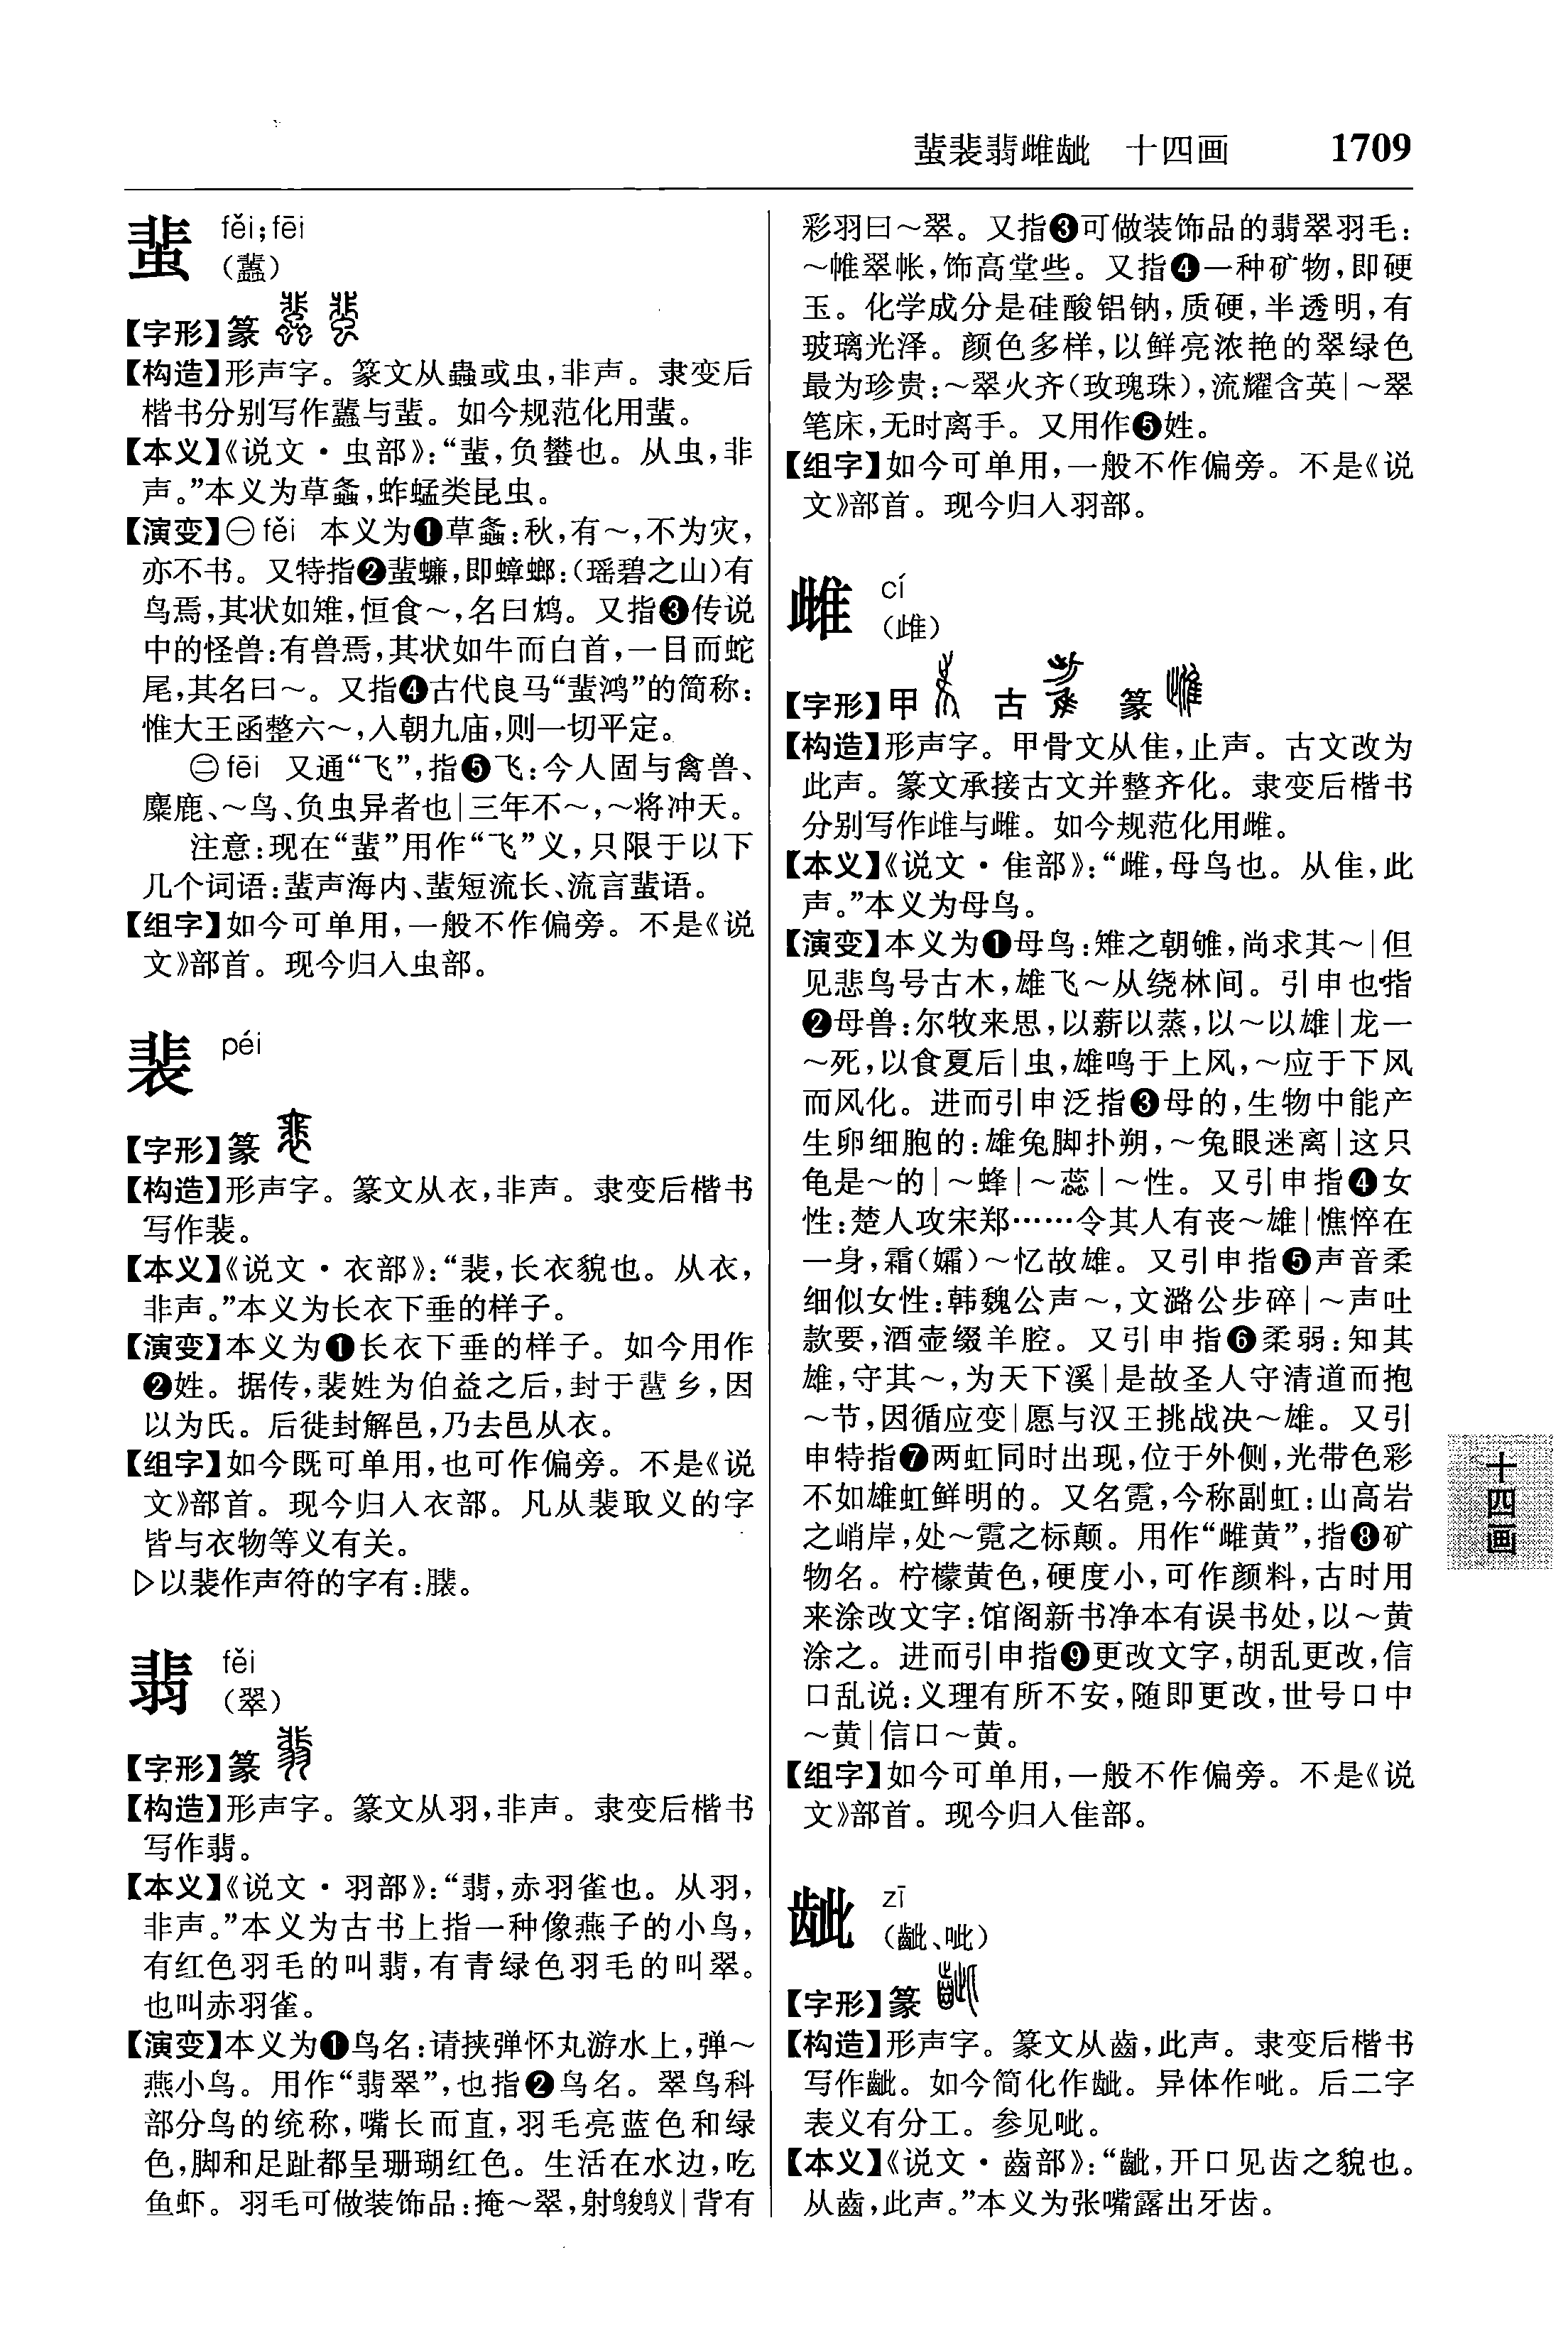 蜚裴翡雌龇 十四画 1709
蜚 fěi;fēi
(蠹)
【字形】篆
【构造】形声字。篆文从蟲或虫,非声。隶变后
楷书分别写作与蜚。如今规范化用蜚。
【本义】《说文·虫部》:“蜚,负蠜也。从虫,非
声。”本义为草螽,蚱蜢类昆虫。
【演变】㊀fěi 本义为❶草螽:秋,有～,不为灾,
亦不书。又特指❷蜚蠊,即蟑螂:(瑶碧之山)有
鸟焉,其状如雉,恒食～,名曰鸩。又指❸传说
中的怪兽:有兽焉,其状如牛而白首,一目而蛇
尾,其名曰～。又指❹古代良马“蜚鸿”的简称:
惟大王函整六～,入朝九庙,则一切平定。
㊁fēi 又通“飞”,指❺飞:今人固与禽兽、
麋鹿、～鸟、负虫异者也|三年不～,～将冲天。
注意:现在“蜚”用作“飞”义,只限于以下
几个词语:蜚声海内、蜚短流长、流言蜚语。
【组字】如今可单用,一般不作偏旁。不是《说
文》部首。现今归入虫部。
裴 péi
【字形】篆
【构造】形声字。篆文从衣,非声。隶变后楷书
写作裴。
【本义】《说文·衣部》:“裴,长衣貌也。从衣,
非声。”本义为长衣下垂的样子。
【演变】本义为❶长衣下垂的样子。如今用作
❷姓。据传,裴姓为伯益之后,封于𨛬乡,因
以为氏。后徙封解邑,乃去邑从衣。
【组字】如今既可单用,也可作偏旁。不是《说
文》部首。现今归入衣部。凡从裴取义的字
皆与衣物等义有关。
▷以裴作声符的字有:。
翡 fěi
(翠)
【字形】篆
【构造】形声字。篆文从羽,非声。隶变后楷书
写作翡。
【本义】《说文·羽部》:“翡,赤羽雀也。从羽,
非声。”本义为古书上指一种像燕子的小鸟,
有红色羽毛的叫翡,有青绿色羽毛的叫翠。
也叫赤羽雀。
【演变】本义为❶鸟名:请挟弹怀丸游水上,弹～
燕小鸟。用作“翡翠”,也指❷鸟名。翠鸟科
部分鸟的统称,嘴长而直,羽毛亮蓝色和绿
色,脚和足趾都呈珊瑚红色。生活在水边,吃
鱼虾。羽毛可做装饰品:掩～翠,射䴔䴊|背有
彩羽曰～翠。又指❸可做装饰品的翡翠羽毛:
～帷翠帐,饰高堂些。又指❹一种矿物,即硬
玉。化学成分是硅酸铝钠,质硬,半透明,有
玻璃光泽。颜色多样,以鲜亮浓艳的翠绿色
最为珍贵:～翠火齐(玫瑰珠),流耀含英|～翠
笔床,无时离手。又用作❺姓。
【组字】如今可单用,一般不作偏旁。不是《说
文》部首。现今归入羽部。
雌 cí
(䧳)
【字形】甲 古 篆
【构造】形声字。甲骨文从隹,止声。古文改为
此声。篆文承接古文并整齐化。隶变后楷书
分别写作雌与䧳。如今规范化用雌。
【本义】《说文·隹部》:“雌,母鸟也。从隹,此
声。”本义为母鸟。
【演变】本义为❶母鸟:雉之朝雊,尚求其～|但
见悲鸟号古木,雄飞～从绕林间。引申也指
❷母兽:尔牧来思,以薪以蒸,以～以雄|龙一
～死,以食夏后|虫,雄鸣于上风,～应于下风
而风化。进而引申泛指❸母的,生物中能产
生卵细胞的:雄兔脚扑朔,～兔眼迷离|这只
龟是～的|～蜂|～蕊|～性。又引申指❹女
性:楚人攻宋郑……令其人有丧～雄|憔悴在
一身,霜(孀)～忆故雄。又引申指❺声音柔
细似女性:韩魏公声～,文潞公步碎|～声吐
款要,酒壶缀羊腔。又引申指❻柔弱:知其
雄,守其～,为天下溪|是故圣人守清道而抱
～节,因循应变|愿与汉王挑战决～雄。又引
申特指❼两虹同时出现,位于外侧,光带色彩
不如雄虹鲜明的。又名霓,今称副虹:山高岩
之峭岸,处～霓之标颠。用作“雌黄”,指❽矿
物名。柠檬黄色,硬度小,可作颜料,古时用
来涂改文字:馆阁新书净本有误书处,以～黄
涂之。进而引申指❾更改文字,胡乱更改,信
口乱说:义理有所不安,随即更改,世号口中
～黄|信口～黄。
【组字】如今可单用,一般不作偏旁。不是《说
文》部首。现今归入隹部。
龇 zī
(齜、呲)
【字形】篆
【构造】形声字。篆文从齒,此声。隶变后楷书
写作齜。如今简化作龇。异体作呲。后二字
表义有分工。参见呲。
【本义】《说文·齒部》:“齜,开口见齿之貌也。
从齒,此声。”本义为张嘴露出牙齿。
十四画